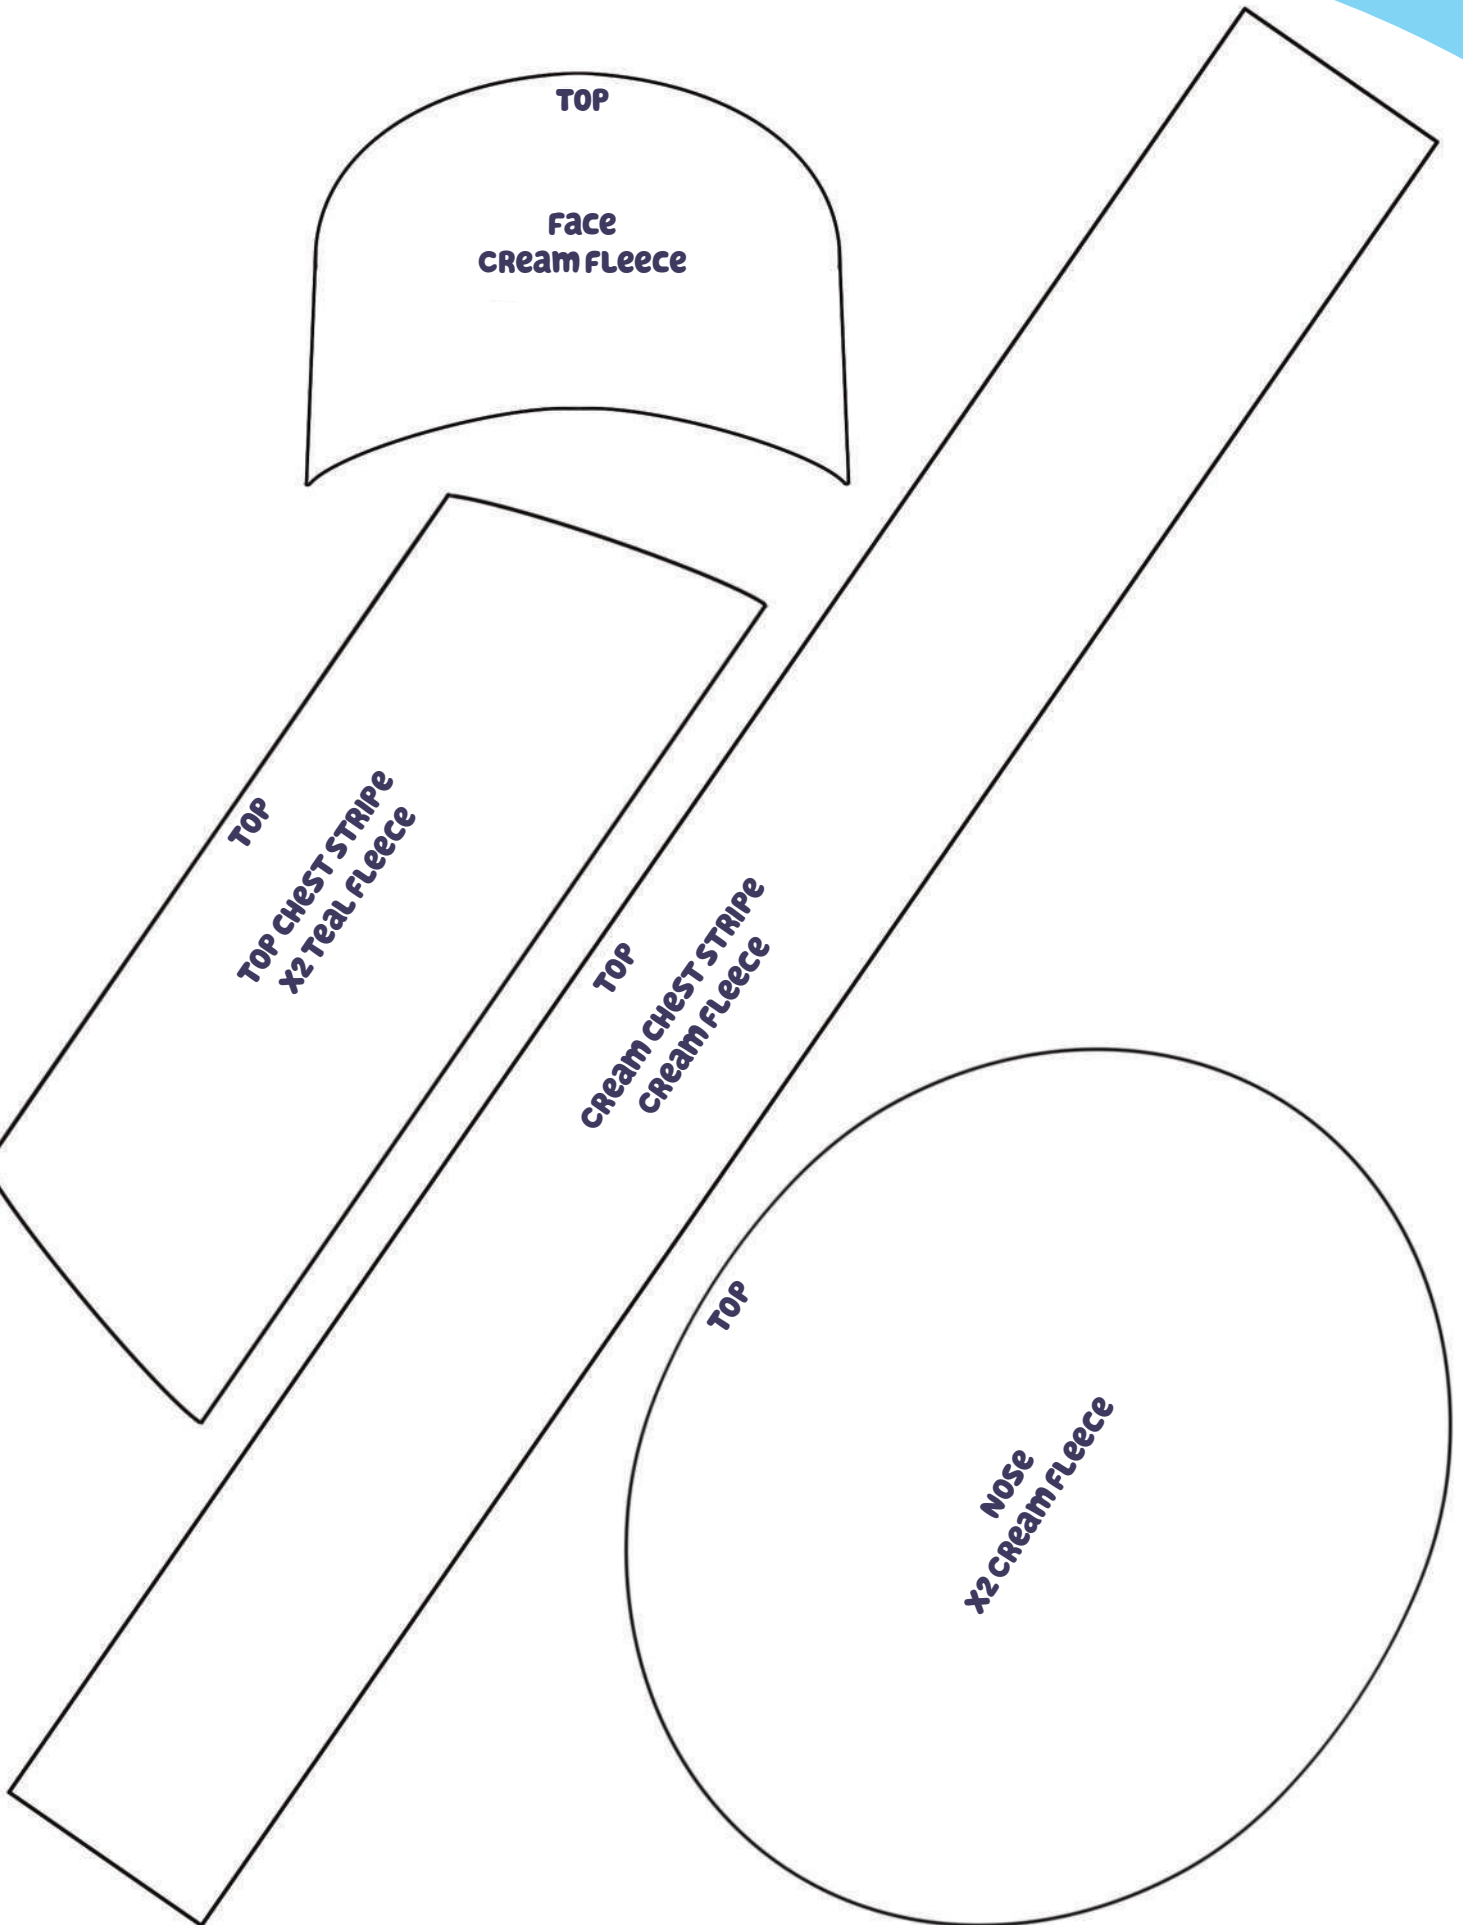 TOP
Face
CReam FLeece
TOP
TOP CHeST STRIPe
X2 Teal FLeece
TOP
CReam CHeST STRIPe
CReam FLeece
TOP
NOSe
X2 CReam FLeece